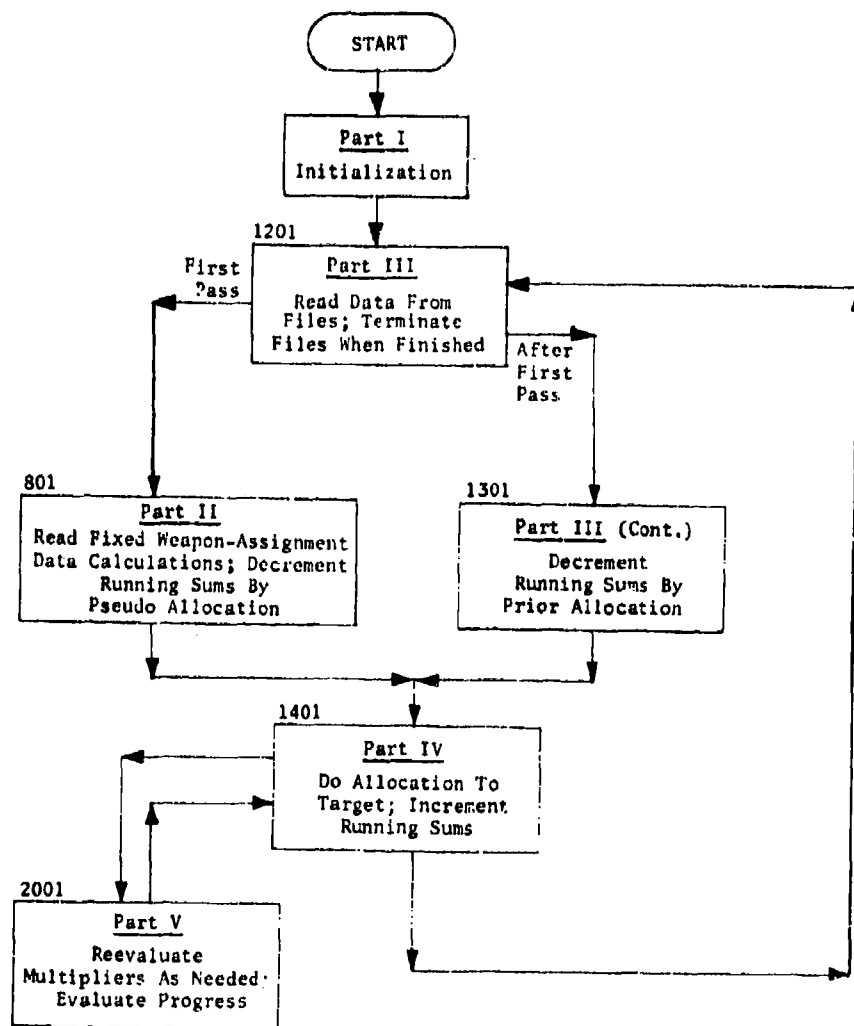 START
Part I
Initialization
1201
Part III
Read Data From
Files; Terminate
Files When Finished
First
Pass
After
First
Pass
801
Part II
Read Fixed Weapon-Assignment
Data Calculations; Decrement
Running Sums By
Pseudo Allocation
1301
Part III (Cont.)
Decrement
Running Sums By
Prior Allocation
1401
Part IV
Do Allocation To
Target; Increment
Running Sums
2001
Part V
Reevaluate
Multipliers As Needed;
Evaluate Progress